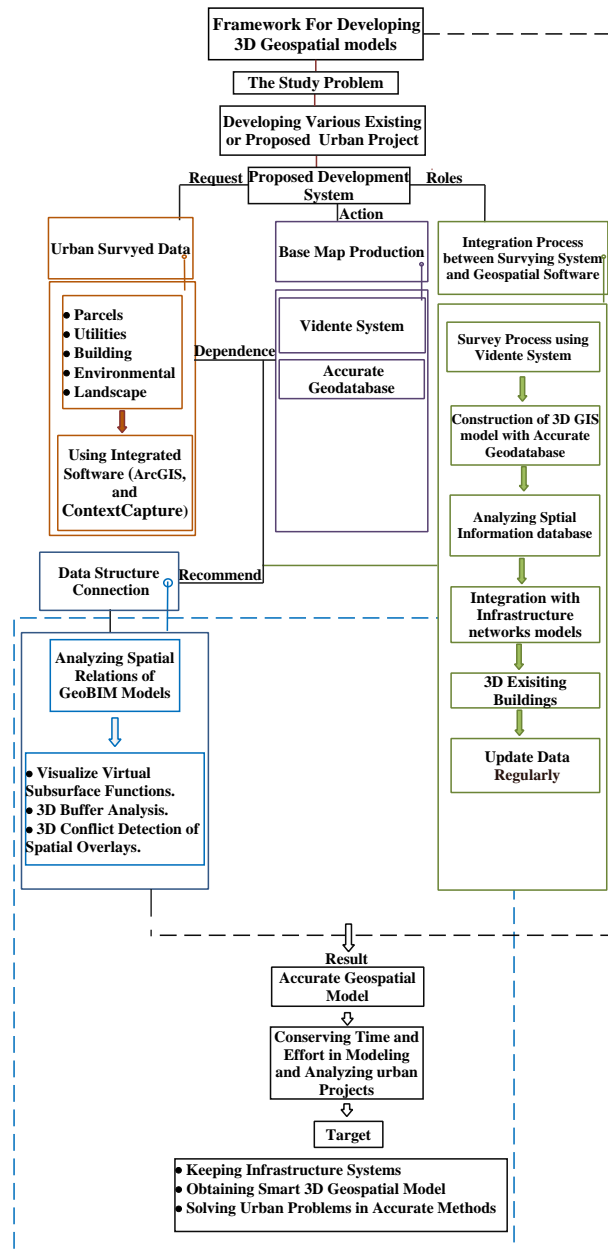 Framework For Developing
3D Geospatial models
The Study Problem
Developing Various Existing
or Proposed Urban Project
Request
Proposed Development
System
Roles
Action
Urban Survyed Data
Base Map Production
Integration Process
between Survying System
and Geospatial Software
● Parcels
● Utilities
● Building
● Environmental
● Landscape
Using Integrated
Software (ArcGIS,
and
ContextCapture)
Dependence
Vidente System
Accurate
Geodatabase
Survey Process using
Vidente System
Construction of 3D GIS
model with Accurate
Geodatabase
Analyzing Sptial
Information database
Integration with
Infrastructure
networks models
3D Exisiting
Buildings
Update Data
Regularly
Data Structure
Connection
Recommend
Analyzing Spatial
Relations of
GeoBIM Models
● Visualize Virtual
Subsurface Functions.
● 3D Buffer Analysis.
● 3D Conflict Detection of
Spatial Overlays.
Result
Accurate Geospatial
Model
Conserving Time and
Effort in Modeling
and Analyzing urban
Projects
Target
● Keeping Infrastructure Systems
● Obtaining Smart 3D Geospatial Model
● Solving Urban Problems in Accurate Methods